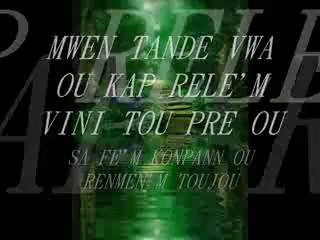 MWEN TANDE VWA
OU KAP RELE'M
VINI TOU PRE OU
SA FE'M KONPANN OU
RENMEN'M TOUJOU